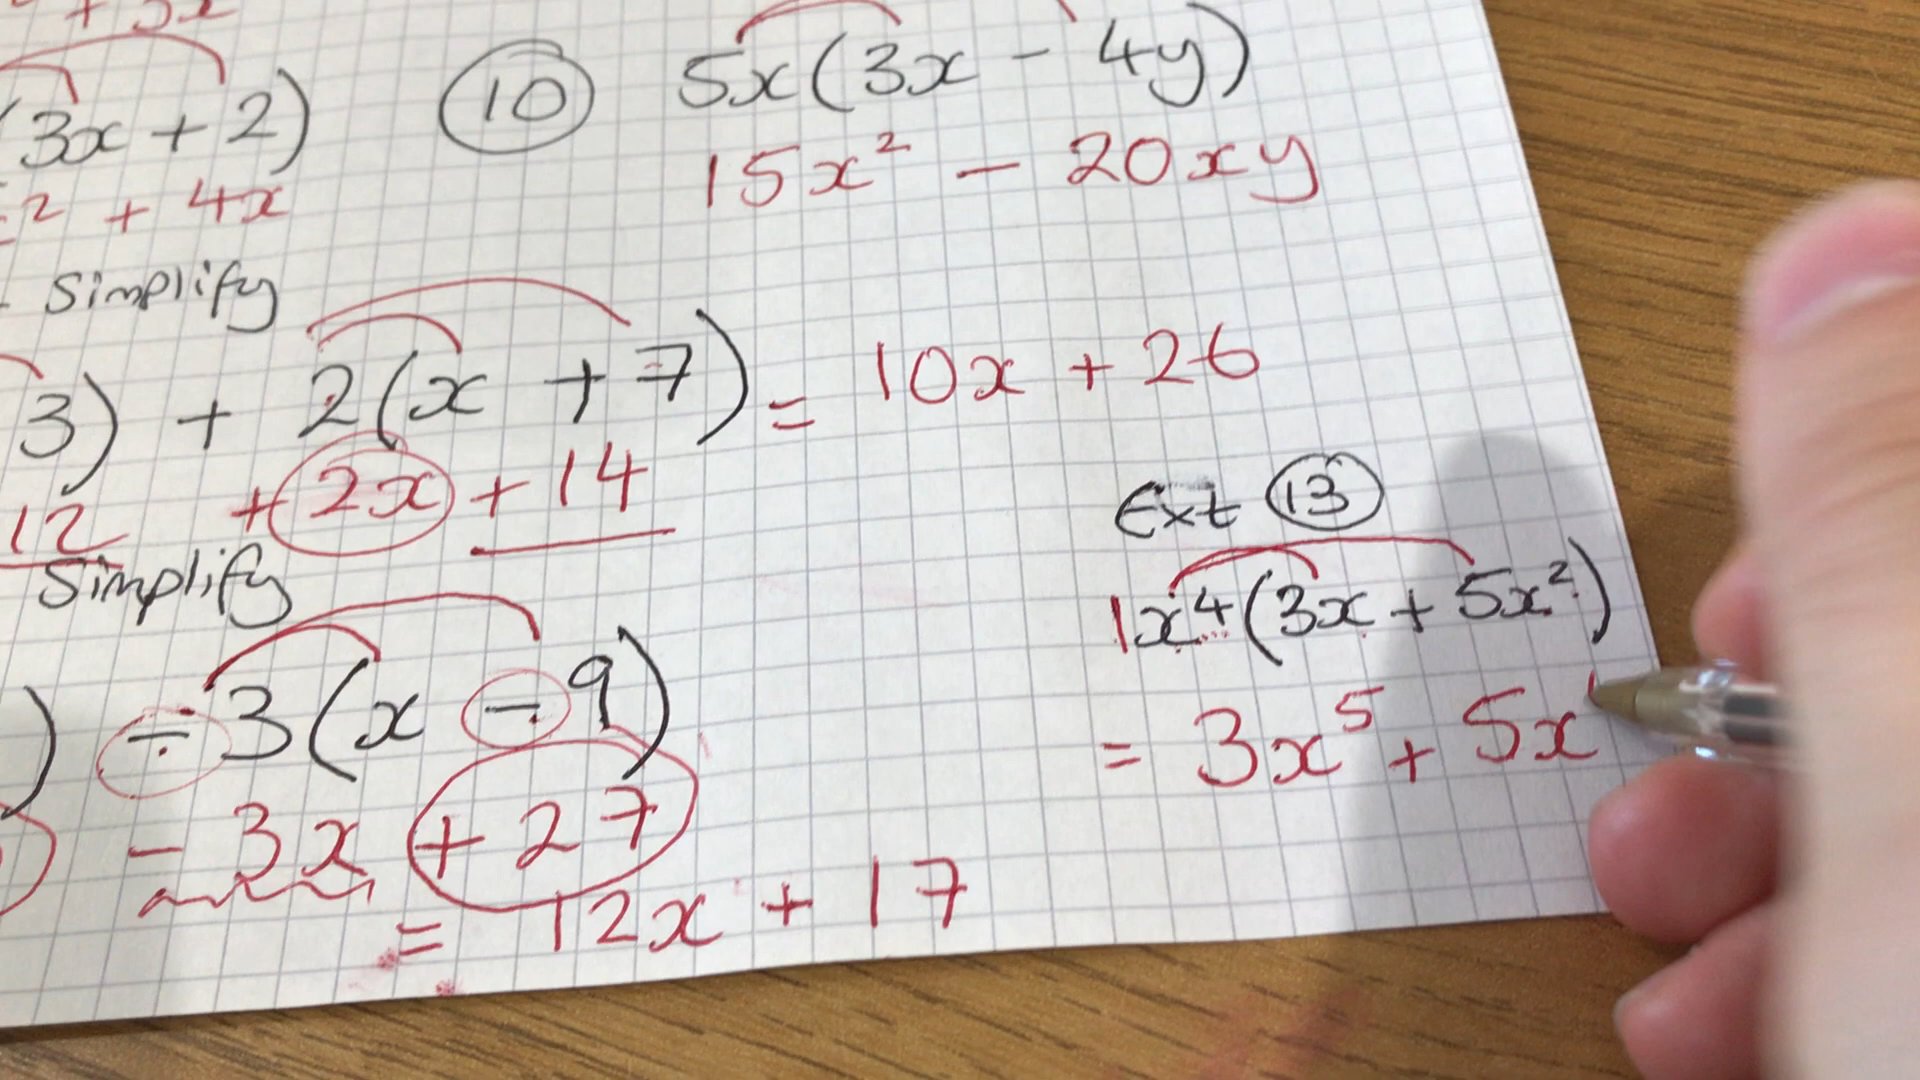 (3x + 2)
² + 4x
⑩ 5x(3x - 4y)
15x² - 20xy
Simplify
3) + 2(x + 7) = 10x + 26
12 + 2x + 14
Simplify
) ÷ 3(x - 9)
- 3x + 27
= 12x + 17
Ext ⑬
1x⁴(3x + 5x²)
= 3x⁵ + 5x